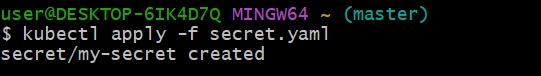 user@DESKTOP-6IK4D7Q MINGW64 ~ (master)
$ kubectl apply -f secret.yaml
secret/my-secret created